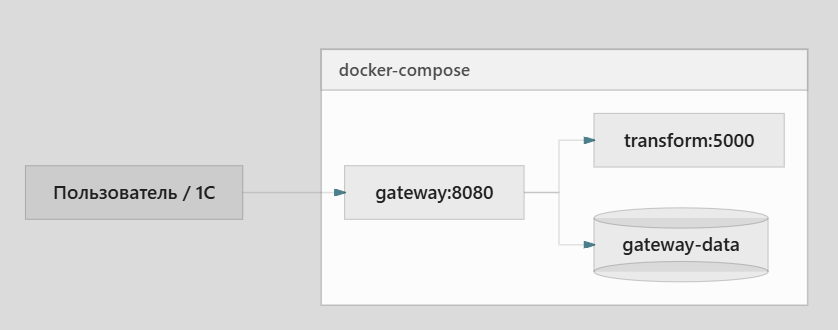 docker-compose
transform:5000
Пользователь / 1С
gateway:8080
gateway-data